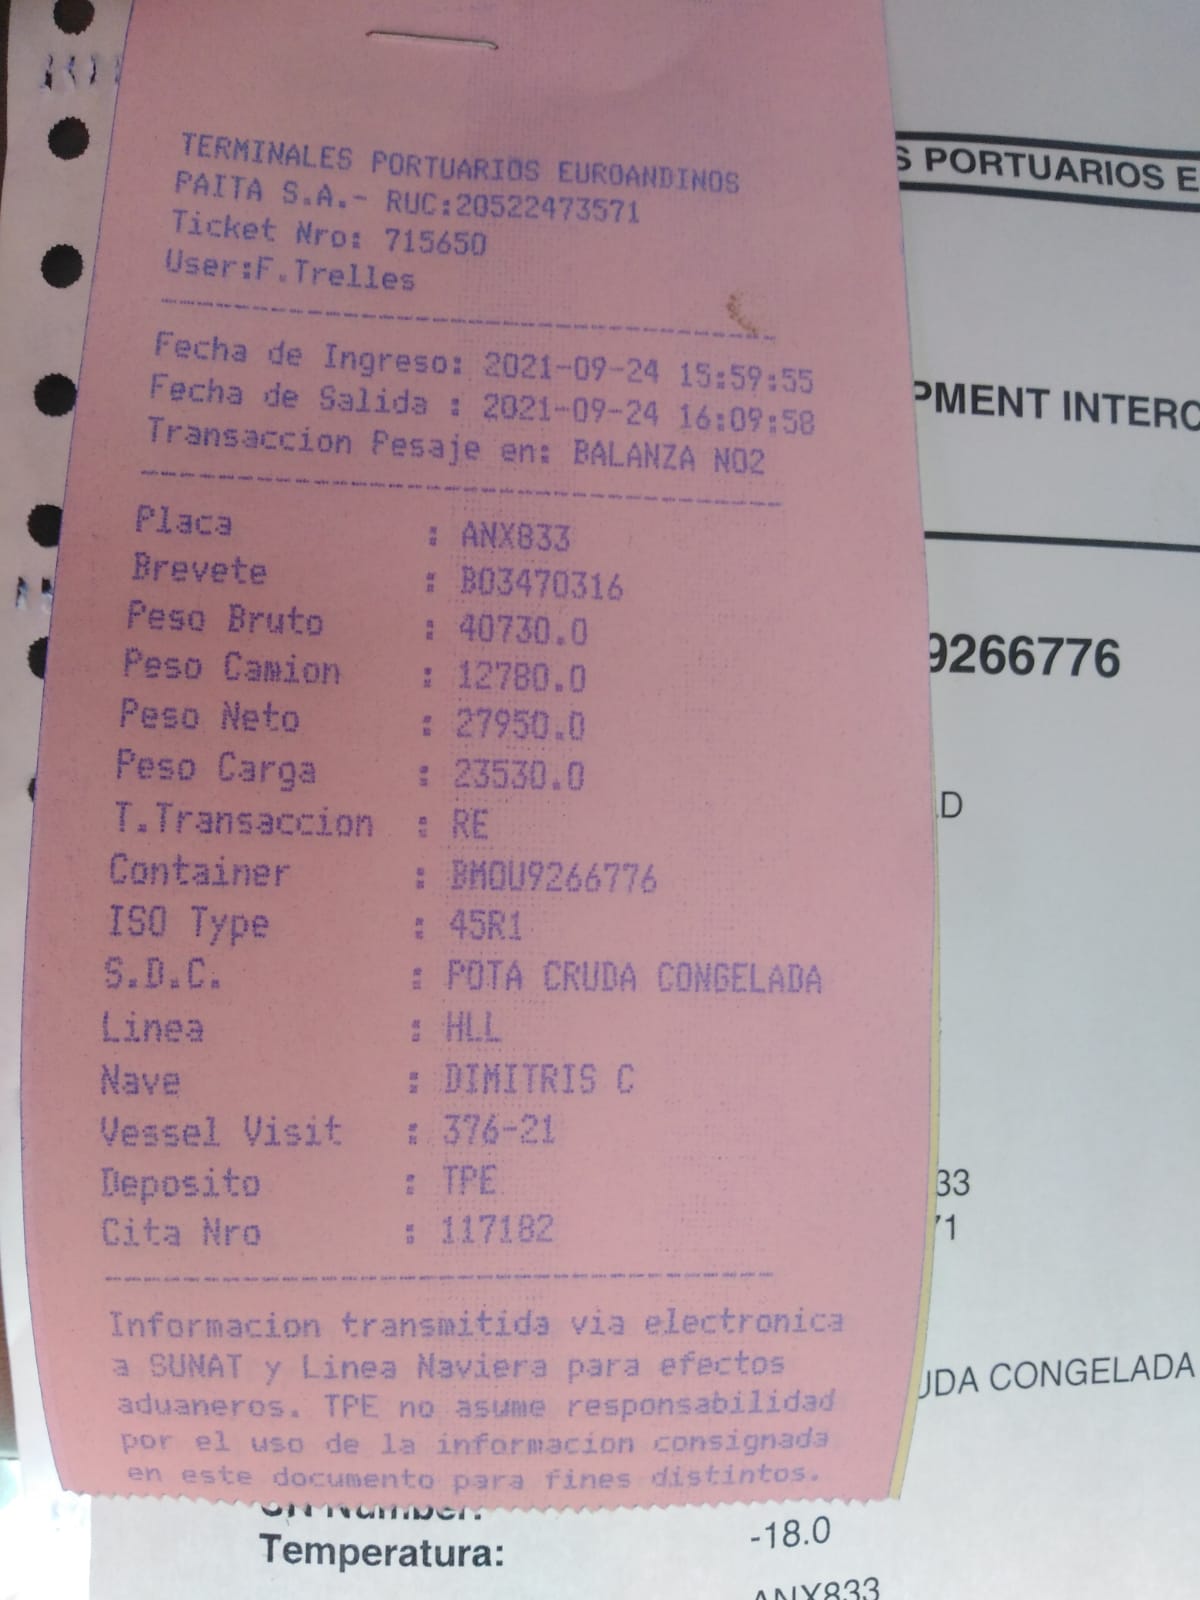 TERMINALES PORTUARIOS EUROANDINOS
PAITA S.A.- RUC:20522473571
Ticket Nro: 715650
User:F.Trelles
Fecha de Ingreso: 2021-09-24 15:59:55
Fecha de Salida : 2021-09-24 16:09:58
Transaccion Pesaje en: BALANZA NO2
Placa : ANX833
Brevete : B03470316
Peso Bruto : 40730.0
Peso Camion : 12780.0
Peso Neto : 27950.0
Peso Carga : 23530.0
T.Transaccion : RE
Container : BMOU9266776
ISO Type : 45R1
S.D.C. : POTA CRUDA CONGELADA
Linea : HLL
Nave : DIMITRIS C
Vessel Visit : 376-21
Deposito : TPE
Cita Nro : 117182
Informacion transmitida via electronica
a SUNAT y Linea Naviera para efectos
aduaneros. TPE no asume responsabilidad
por el uso de la informacion consignada
en este documento para fines distintos.
S PORTUARIOS E
PMENT INTERC
9266776
D
33
71
UDA CONGELADA
Number:
Temperatura: -18.0
ANX833